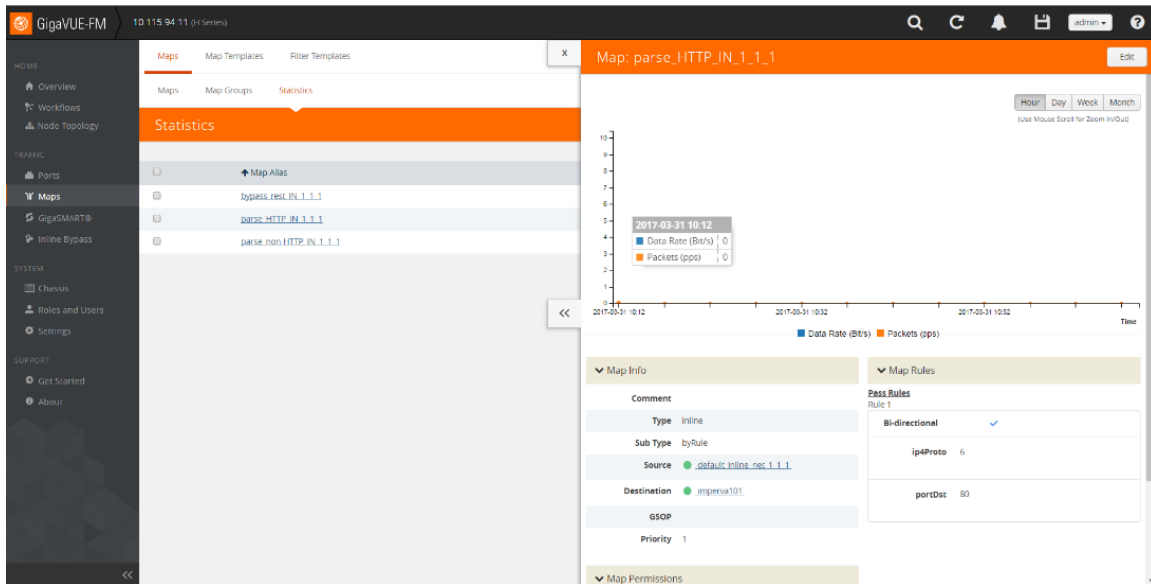 GigaVUE-FM 10.115.94.11 (H Series) admin
HOME
Overview
Workflows
Node Topology
TRAFFIC
Ports
Maps
GigaSMART®
Inline Bypass
SYSTEM
Chassis
Roles and Users
Settings
SUPPORT
Get Started
About
Maps Map Templates Filter Templates
Maps Map Groups Statistics
Statistics
Map Alias
bypass_rest_IN_1_1_1
parse_HTTP_IN_1_1_1
parse_non.HTTP_IN_1_1_1
x
Map: parse_HTTP_IN_1_1_1 Edit
Hour Day Week Month
(Use Mouse Scroll for Zoom In/Out)
10
9
8
7
6
5
4
3
2
1
0
2017-03-31 10:12
Data Rate (Bit/s) 0
Packets (pps) 0
2017-03-31 10:12 2017-03-31 10:32 2017-03-31 10:52
Time
Data Rate (Bit/s) Packets (pps)
Map Info
Comment
Type Inline
Sub Type byRule
Source default_inline_net_1_1_1
Destination imperva101
GSOP
Priority 1
Map Permissions
Map Rules
Pass Rules
Rule 1
Bi-directional
ip4Proto 6
portDst 80